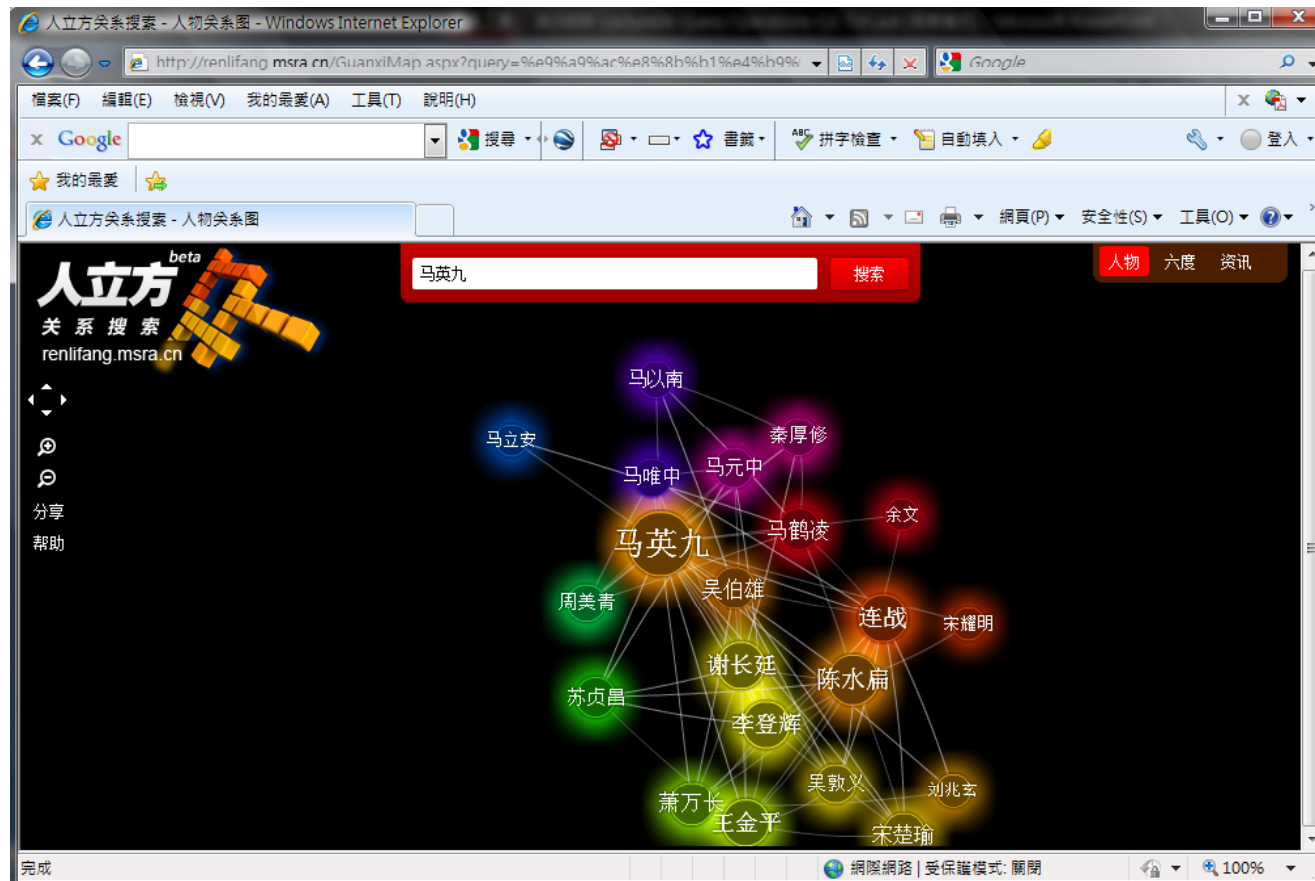 人立方关系搜索 - 人物关系图 - Windows Internet Explorer
http://renlifang.msra.cn/GuanxiMap.aspx?query=%e9%a9%ac%e8%8b%b1%e4%b9%
Google
檔案(F) 編輯(E) 檢視(V) 我的最愛(A) 工具(T) 說明(H)
x
x Google 搜尋 書籤 ABC 拼字檢查 自動填入 登入
我的最愛
人立方关系搜索 - 人物关系图
網頁(P) 安全性(S) 工具(O)
人立方 beta
关系搜索
renlifang.msra.cn
马英九 搜索
人物 六度 资讯
分享
帮助
马以南
马立安
秦厚修
马唯中
马元中
马英九
马鹤凌
余文
周美青
吴伯雄
连战
宋耀明
谢长廷
陈水扁
苏贞昌
李登辉
吴敦义
刘兆玄
萧万长
王金平
宋楚瑜
完成
網際網路 | 受保護模式: 關閉
100%